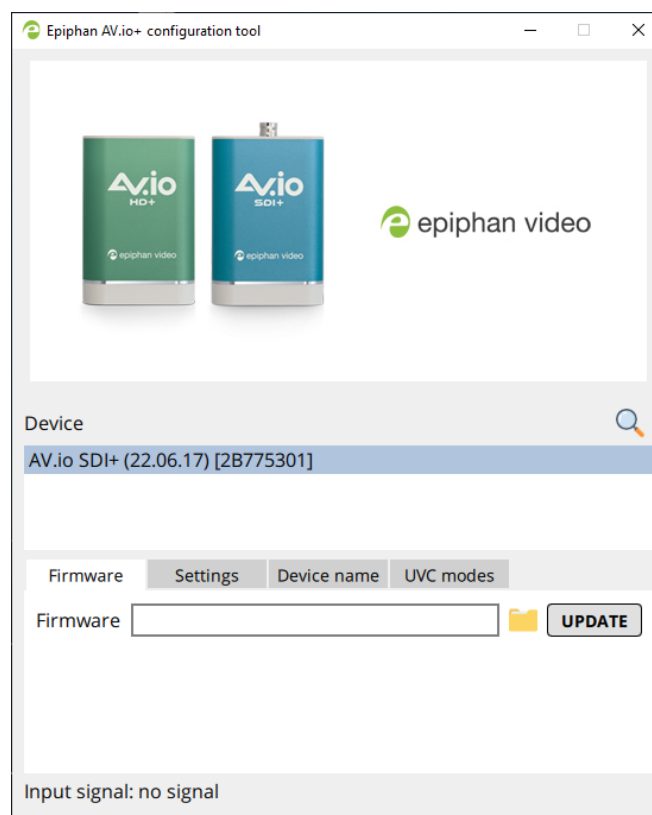 Epiphan AV.io+ configuration tool
AV.io
HD+
epiphan video
AV.io
SDI+
epiphan video
epiphan video
Device
AV.io SDI+ (22.06.17) [2B775301]
Firmware
Settings
Device name
UVC modes
Firmware
UPDATE
Input signal: no signal